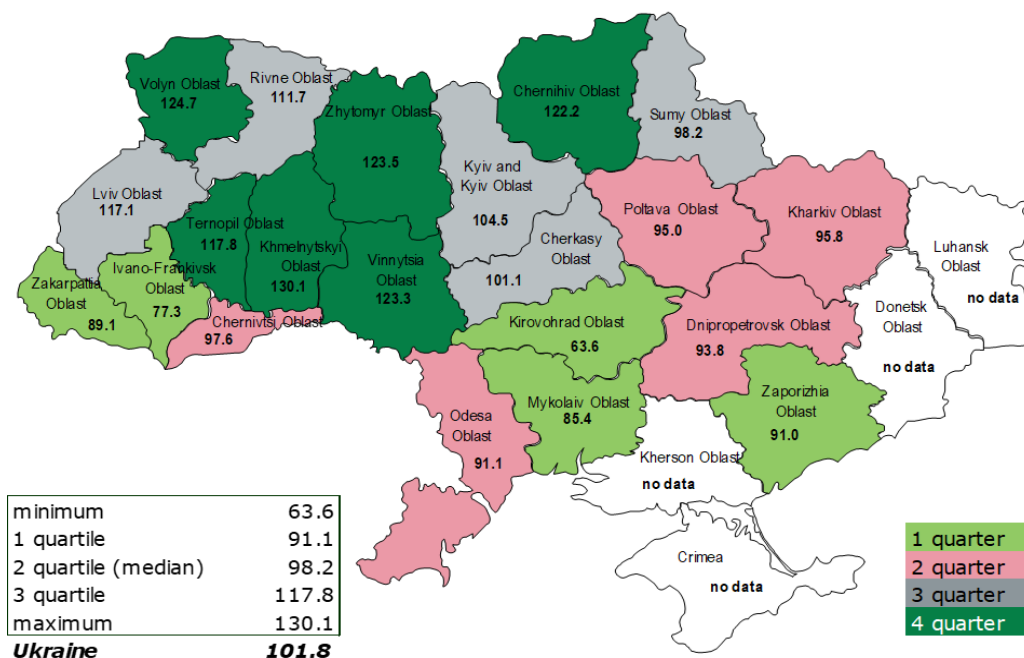 Volyn Oblast
124.7
Rivne Oblast
111.7
Zhytomyr Oblast
123.5
Chernihiv Oblast
122.2
Sumy Oblast
98.2
Kyiv and
Kyiv Oblast
104.5
Lviv Oblast
117.1
Ternopil Oblast
117.8
Khmelnytskyi
Oblast
130.1
Vinnytsia
Oblast
123.3
Cherkasy
Oblast
101.1
Poltava Oblast
95.0
Kharkiv Oblast
95.8
Luhansk
Oblast
no data
Zakarpattia
Oblast
89.1
Ivano-Frankivsk
Oblast
77.3
Chernivtsi Oblast
97.6
Kirovohrad Oblast
63.6
Dnipropetrovsk Oblast
93.8
Donetsk
Oblast
no data
Odesa
Oblast
91.1
Mykolaiv Oblast
85.4
Zaporizhia
Oblast
91.0
Kherson Oblast
no data
Crimea
no data
minimum 63.6
1 quartile 91.1
2 quartile (median) 98.2
3 quartile 117.8
maximum 130.1
Ukraine 101.8
1 quarter
2 quarter
3 quarter
4 quarter